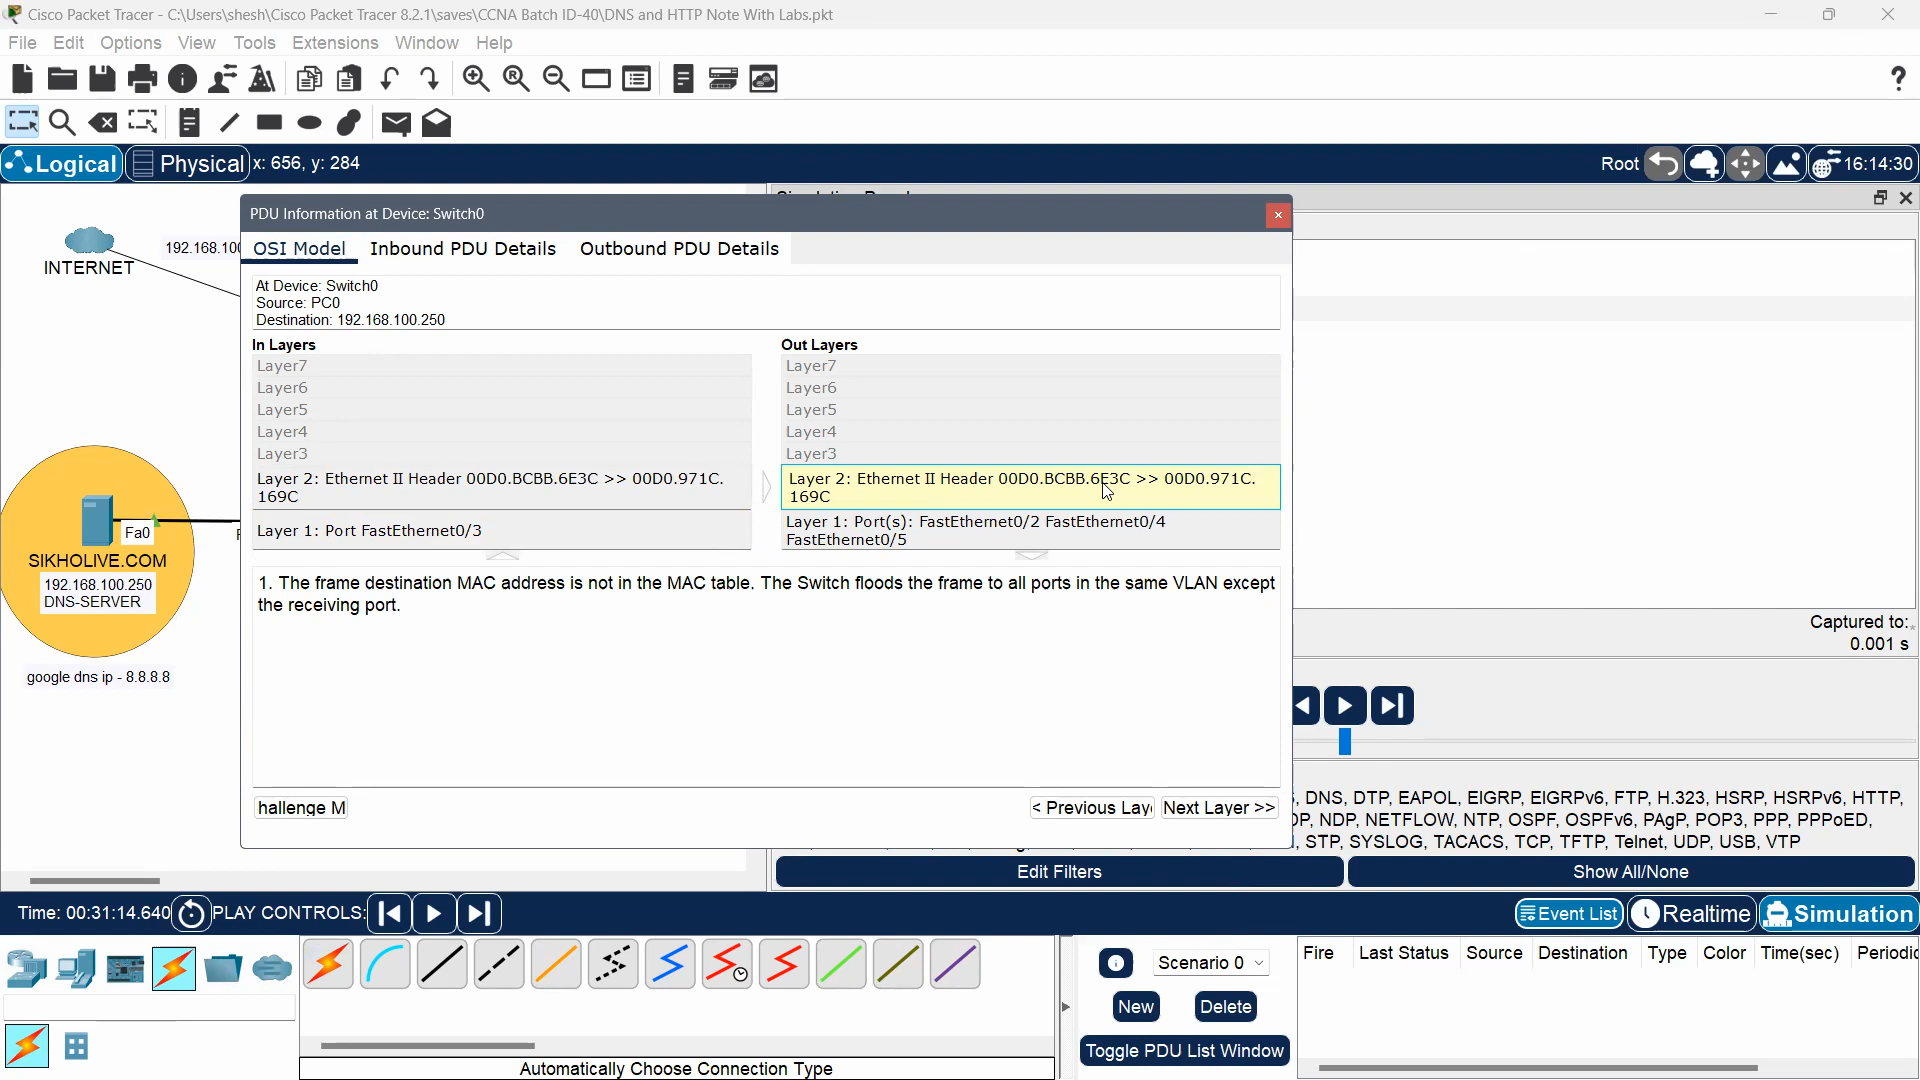 Cisco Packet Tracer - C:\Users\shesh\Cisco Packet Tracer 8.2.1\saves\CCNA Batch ID-40\DNS and HTTP Note With Labs.pkt
File Edit Options View Tools Extensions Window Help
Logical Physical x: 656, y: 284 Root 16:14:30
PDU Information at Device: Switch0
OSI Model Inbound PDU Details Outbound PDU Details
INTERNET
192.168.100
At Device: Switch0
Source: PC0
Destination: 192.168.100.250
In Layers
Layer7
Layer6
Layer5
Layer4
Layer3
Layer 2: Ethernet II Header 00D0.BCBB.6E3C >> 00D0.971C.
169C
Layer 1: Port FastEthernet0/3
Out Layers
Layer7
Layer6
Layer5
Layer4
Layer3
Layer 2: Ethernet II Header 00D0.BCBB.6E3C >> 00D0.971C.
169C
Layer 1: Port(s): FastEthernet0/2 FastEthernet0/4
FastEthernet0/5
1. The frame destination MAC address is not in the MAC table. The Switch floods the frame to all ports in the same VLAN except
the receiving port.
hallenge M
< Previous Lay
Next Layer >>
Fa0
SIKHOLIVE.COM
192.168.100.250
DNS-SERVER
google dns ip - 8.8.8.8
Captured to:
0.001 s
, DNS, DTP, EAPOL, EIGRP, EIGRPv6, FTP, H.323, HSRP, HSRPv6, HTTP,
DP, NDP, NETFLOW, NTP, OSPF, OSPFv6, PAgP, POP3, PPP, PPPoED,
, STP, SYSLOG, TACACS, TCP, TFTP, Telnet, UDP, USB, VTP
Edit Filters
Show All/None
Time: 00:31:14.640 PLAY CONTROLS:
Event List Realtime Simulation
Scenario 0
New Delete
Toggle PDU List Window
Fire Last Status Source Destination Type Color Time(sec) Periodic
Automatically Choose Connection Type